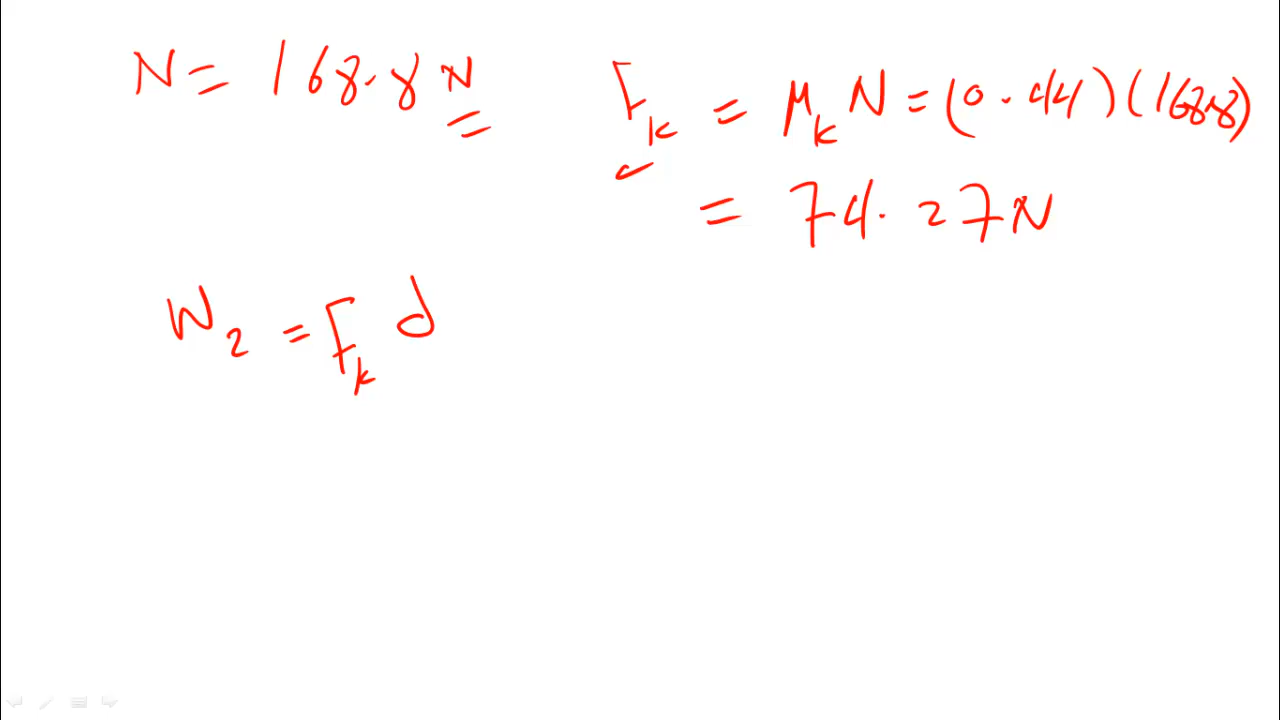 N = 168.8 N
F_k = μ_k N = (0.44)(168.8)
= 74.27 N
W_2 = F_k d